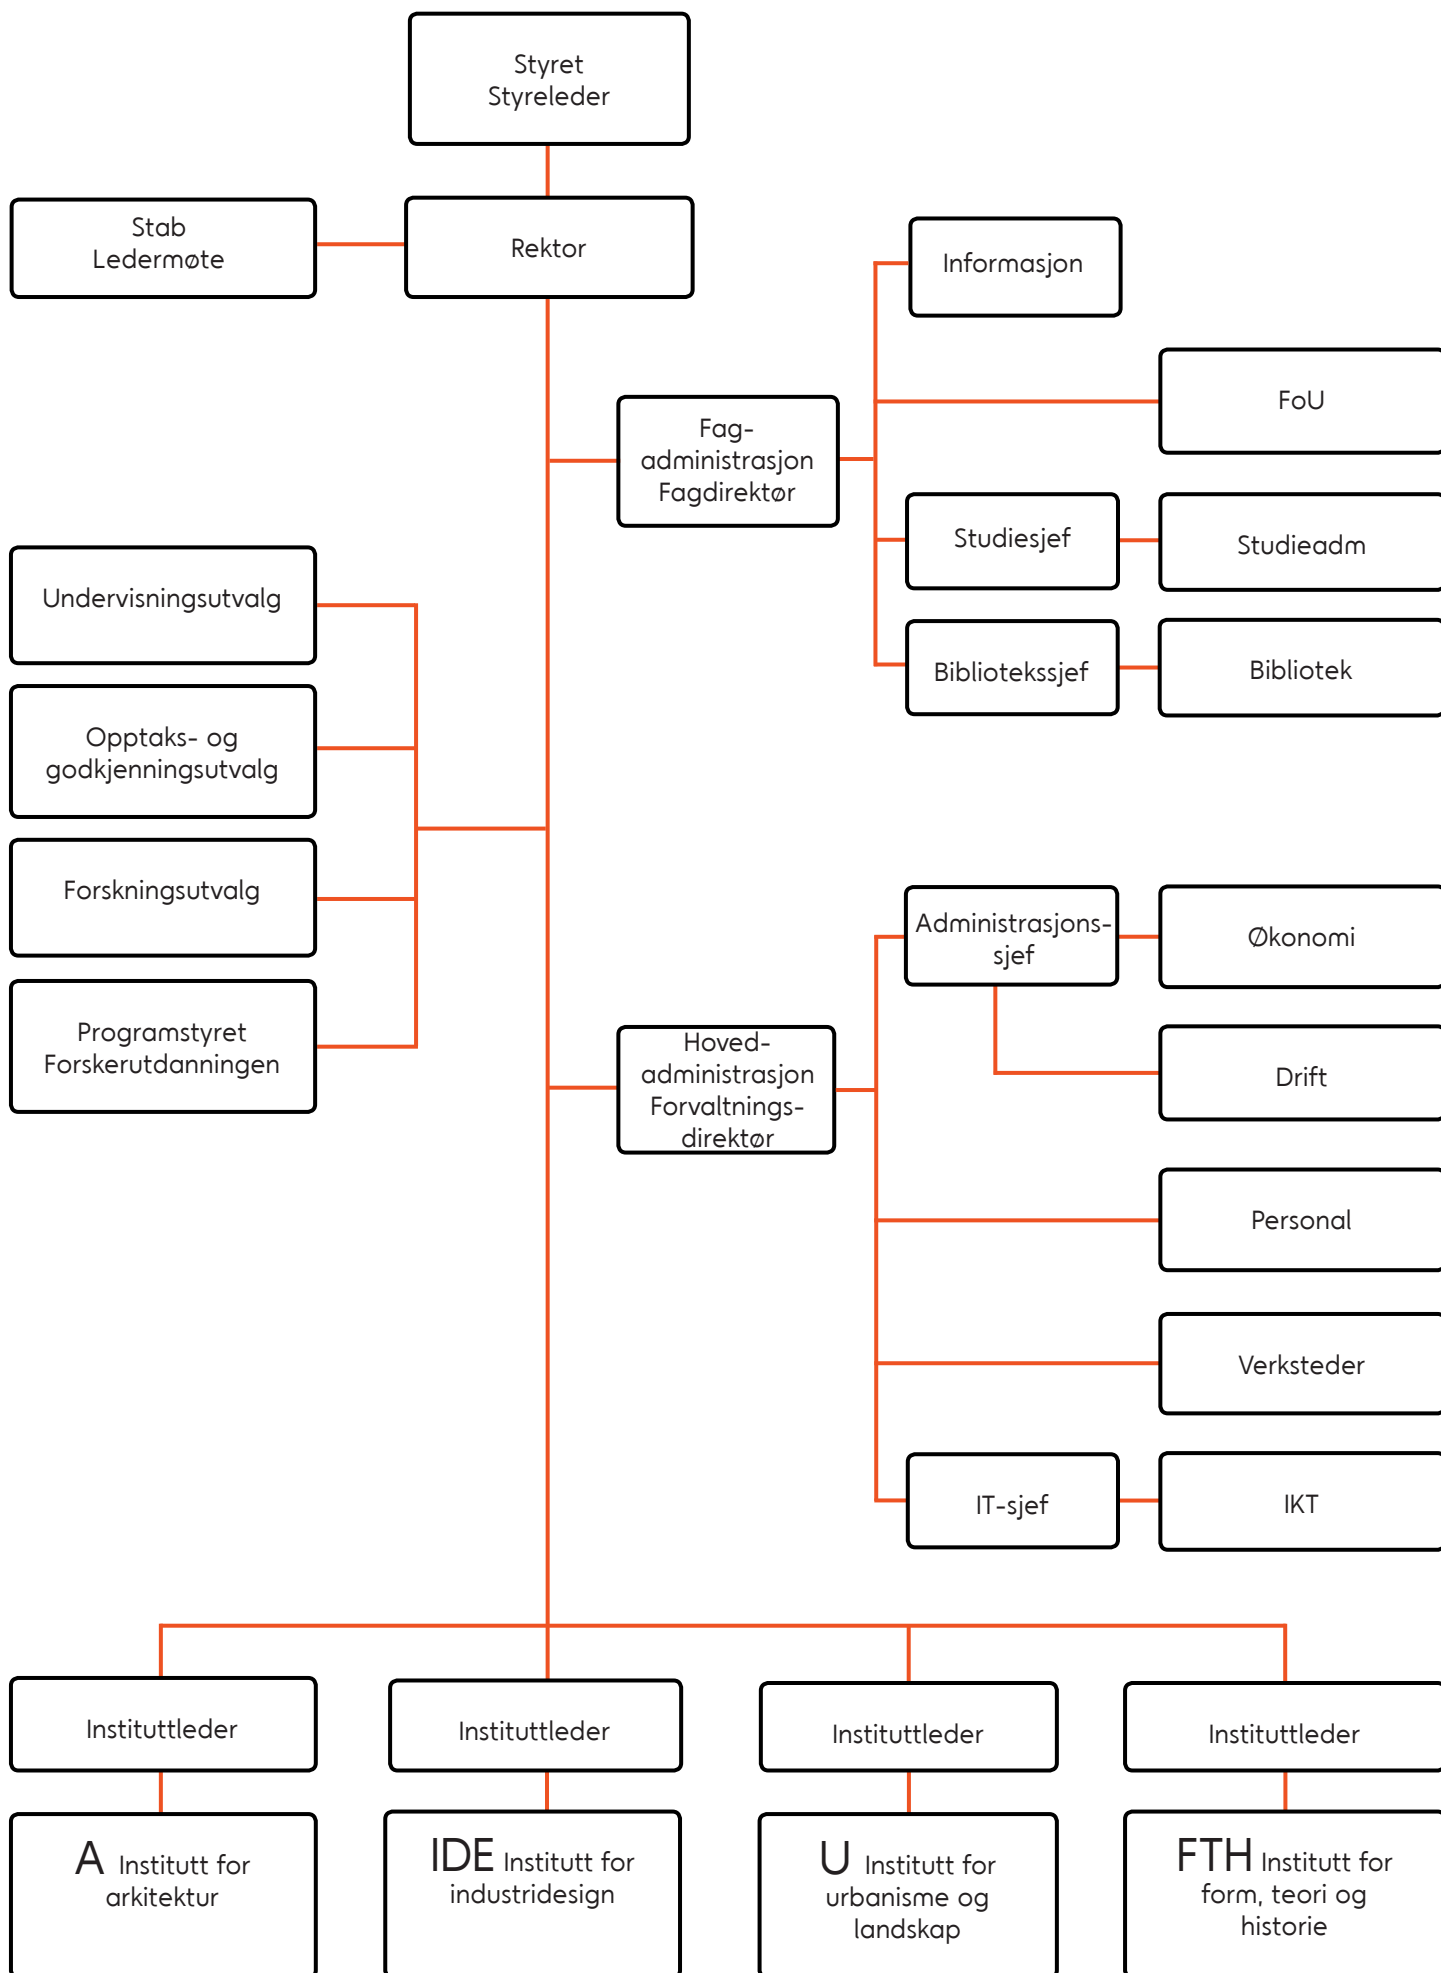 Styret
Styreleder
Stab
Ledermøte
Rektor
Informasjon
FoU
Fag-
administrasjon
Fagdirektør
Studiesjef
Studieadm
Bibliotekssjef
Bibliotek
Undervisningsutvalg
Opptaks- og
godkjenningsutvalg
Forskningsutvalg
Programstyret
Forskerutdanningen
Administrasjons-
sjef
Økonomi
Drift
Hoved-
administrasjon
Forvaltnings-
direktør
Personal
Verksteder
IT-sjef
IKT
Instituttleder
Instituttleder
Instituttleder
Instituttleder
A Institutt for
arkitektur
IDE Institutt for
industridesign
U Institutt for
urbanisme og
landskap
FTH Institutt for
form, teori og
historie